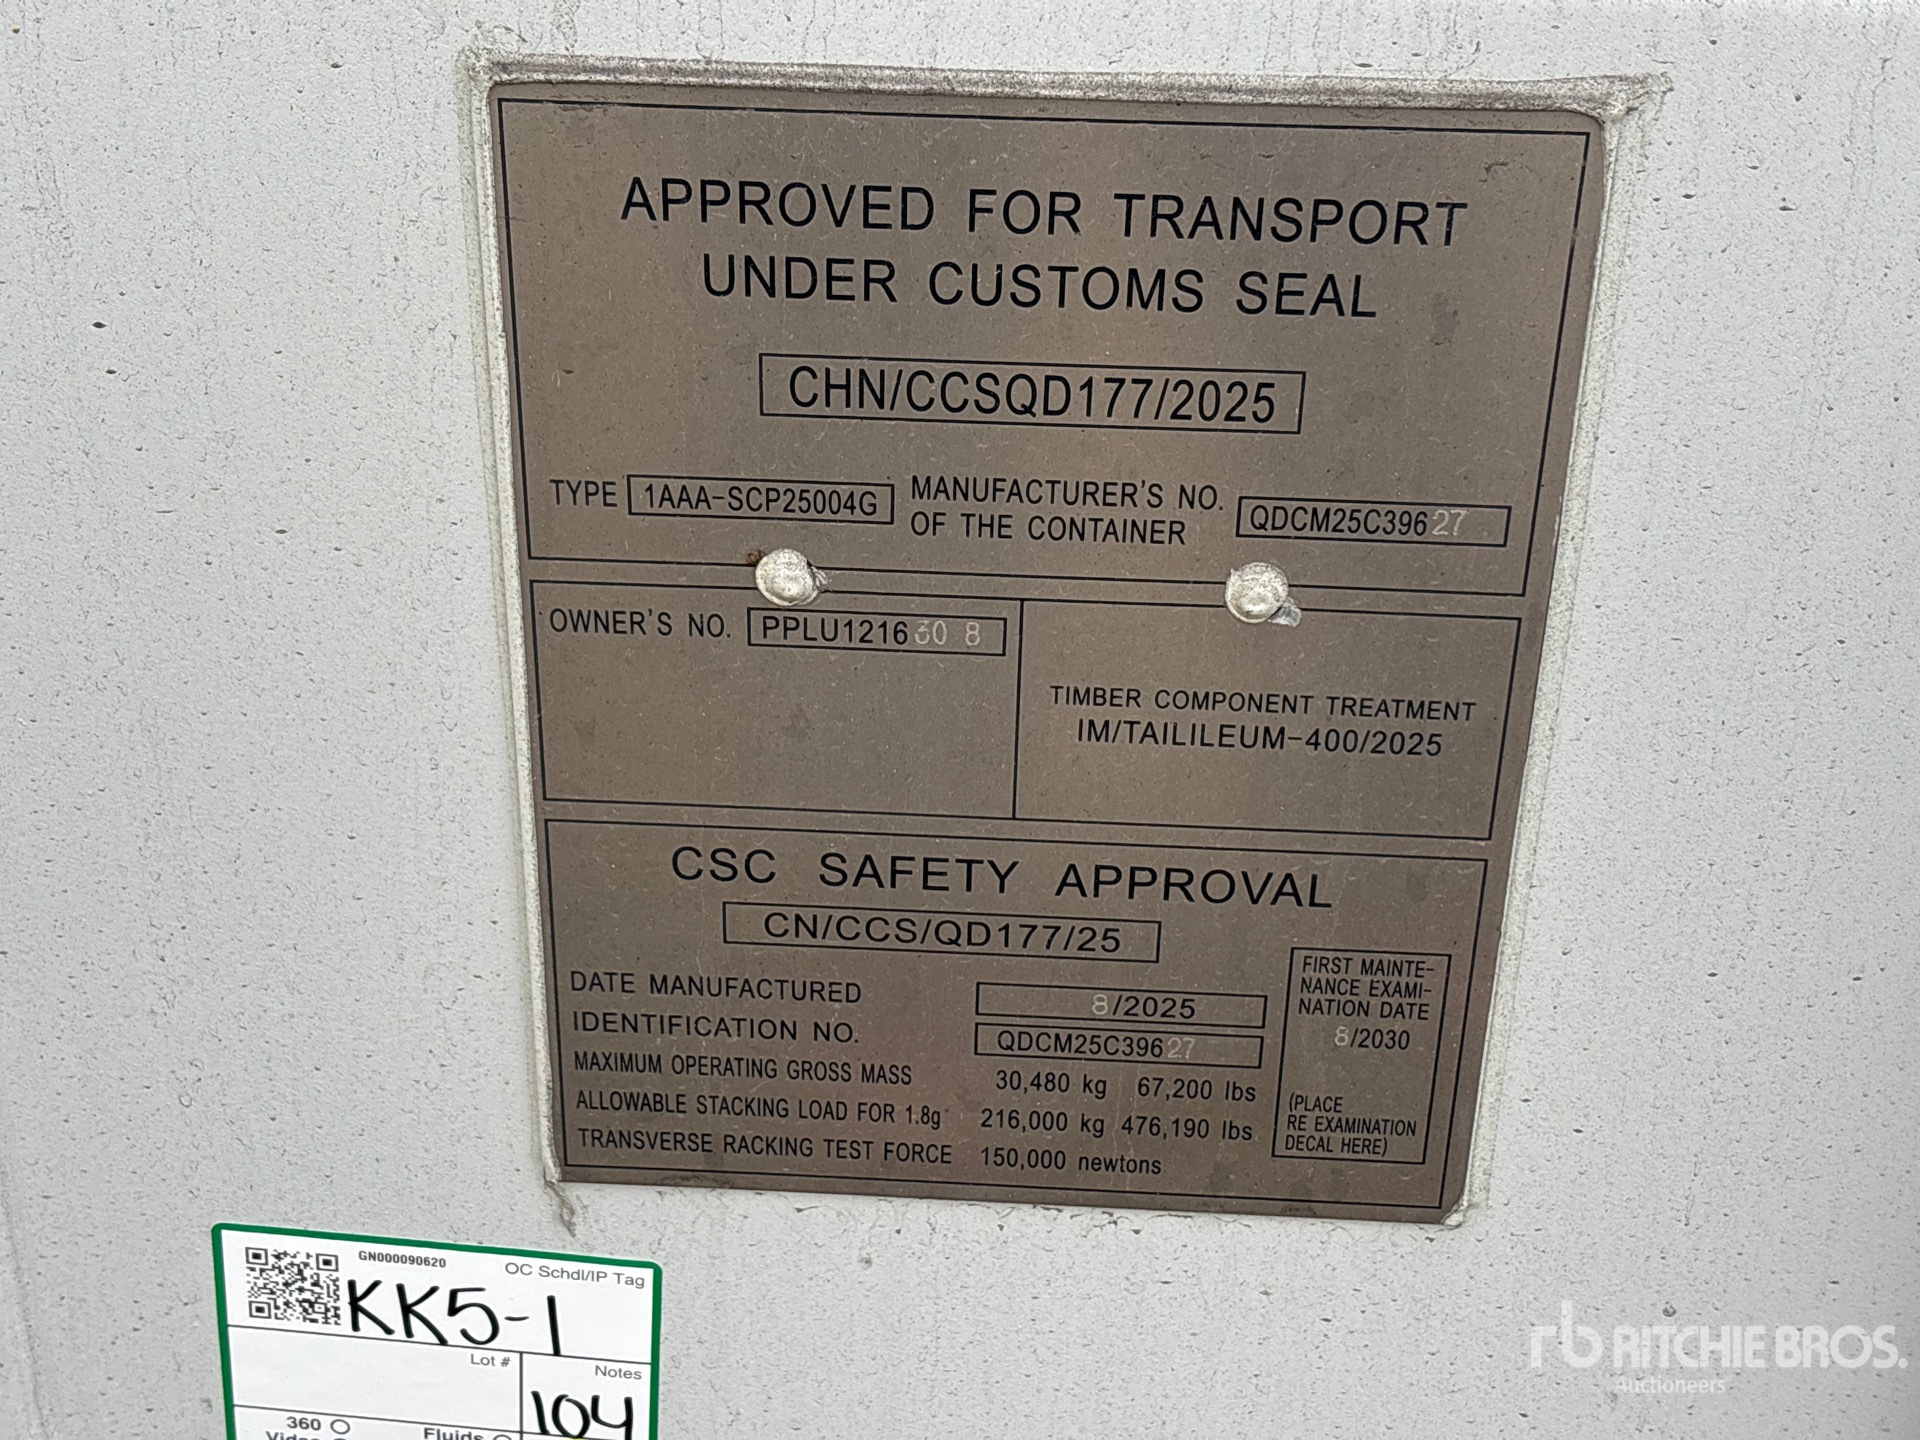 APPROVED FOR TRANSPORT
UNDER CUSTOMS SEAL
CHN/CCSQD177/2025
TYPE 1AAA-SCP25004G
MANUFACTURER'S NO.
OF THE CONTAINER
QDCM25C39627
OWNER'S NO. PPLU121630 8
TIMBER COMPONENT TREATMENT
IM/TAILILEUM-400/2025
CSC SAFETY APPROVAL
CN/CCS/QD177/25
DATE MANUFACTURED 8/2025
IDENTIFICATION NO. QDCM25C39627
MAXIMUM OPERATING GROSS MASS 30,480 kg 67,200 lbs
ALLOWABLE STACKING LOAD FOR 1.8g 216,000 kg 476,190 lbs
TRANSVERSE RACKING TEST FORCE 150,000 newtons
FIRST MAINTE-
NANCE EXAMI-
NATION DATE
8/2030
(PLACE
RE EXAMINATION
DECAL HERE)
GN000090620
OC Schdl/IP Tag
KK5-1
Lot #
Notes
104
360
Fluids
rb RITCHIE BROS.
Auctioneers